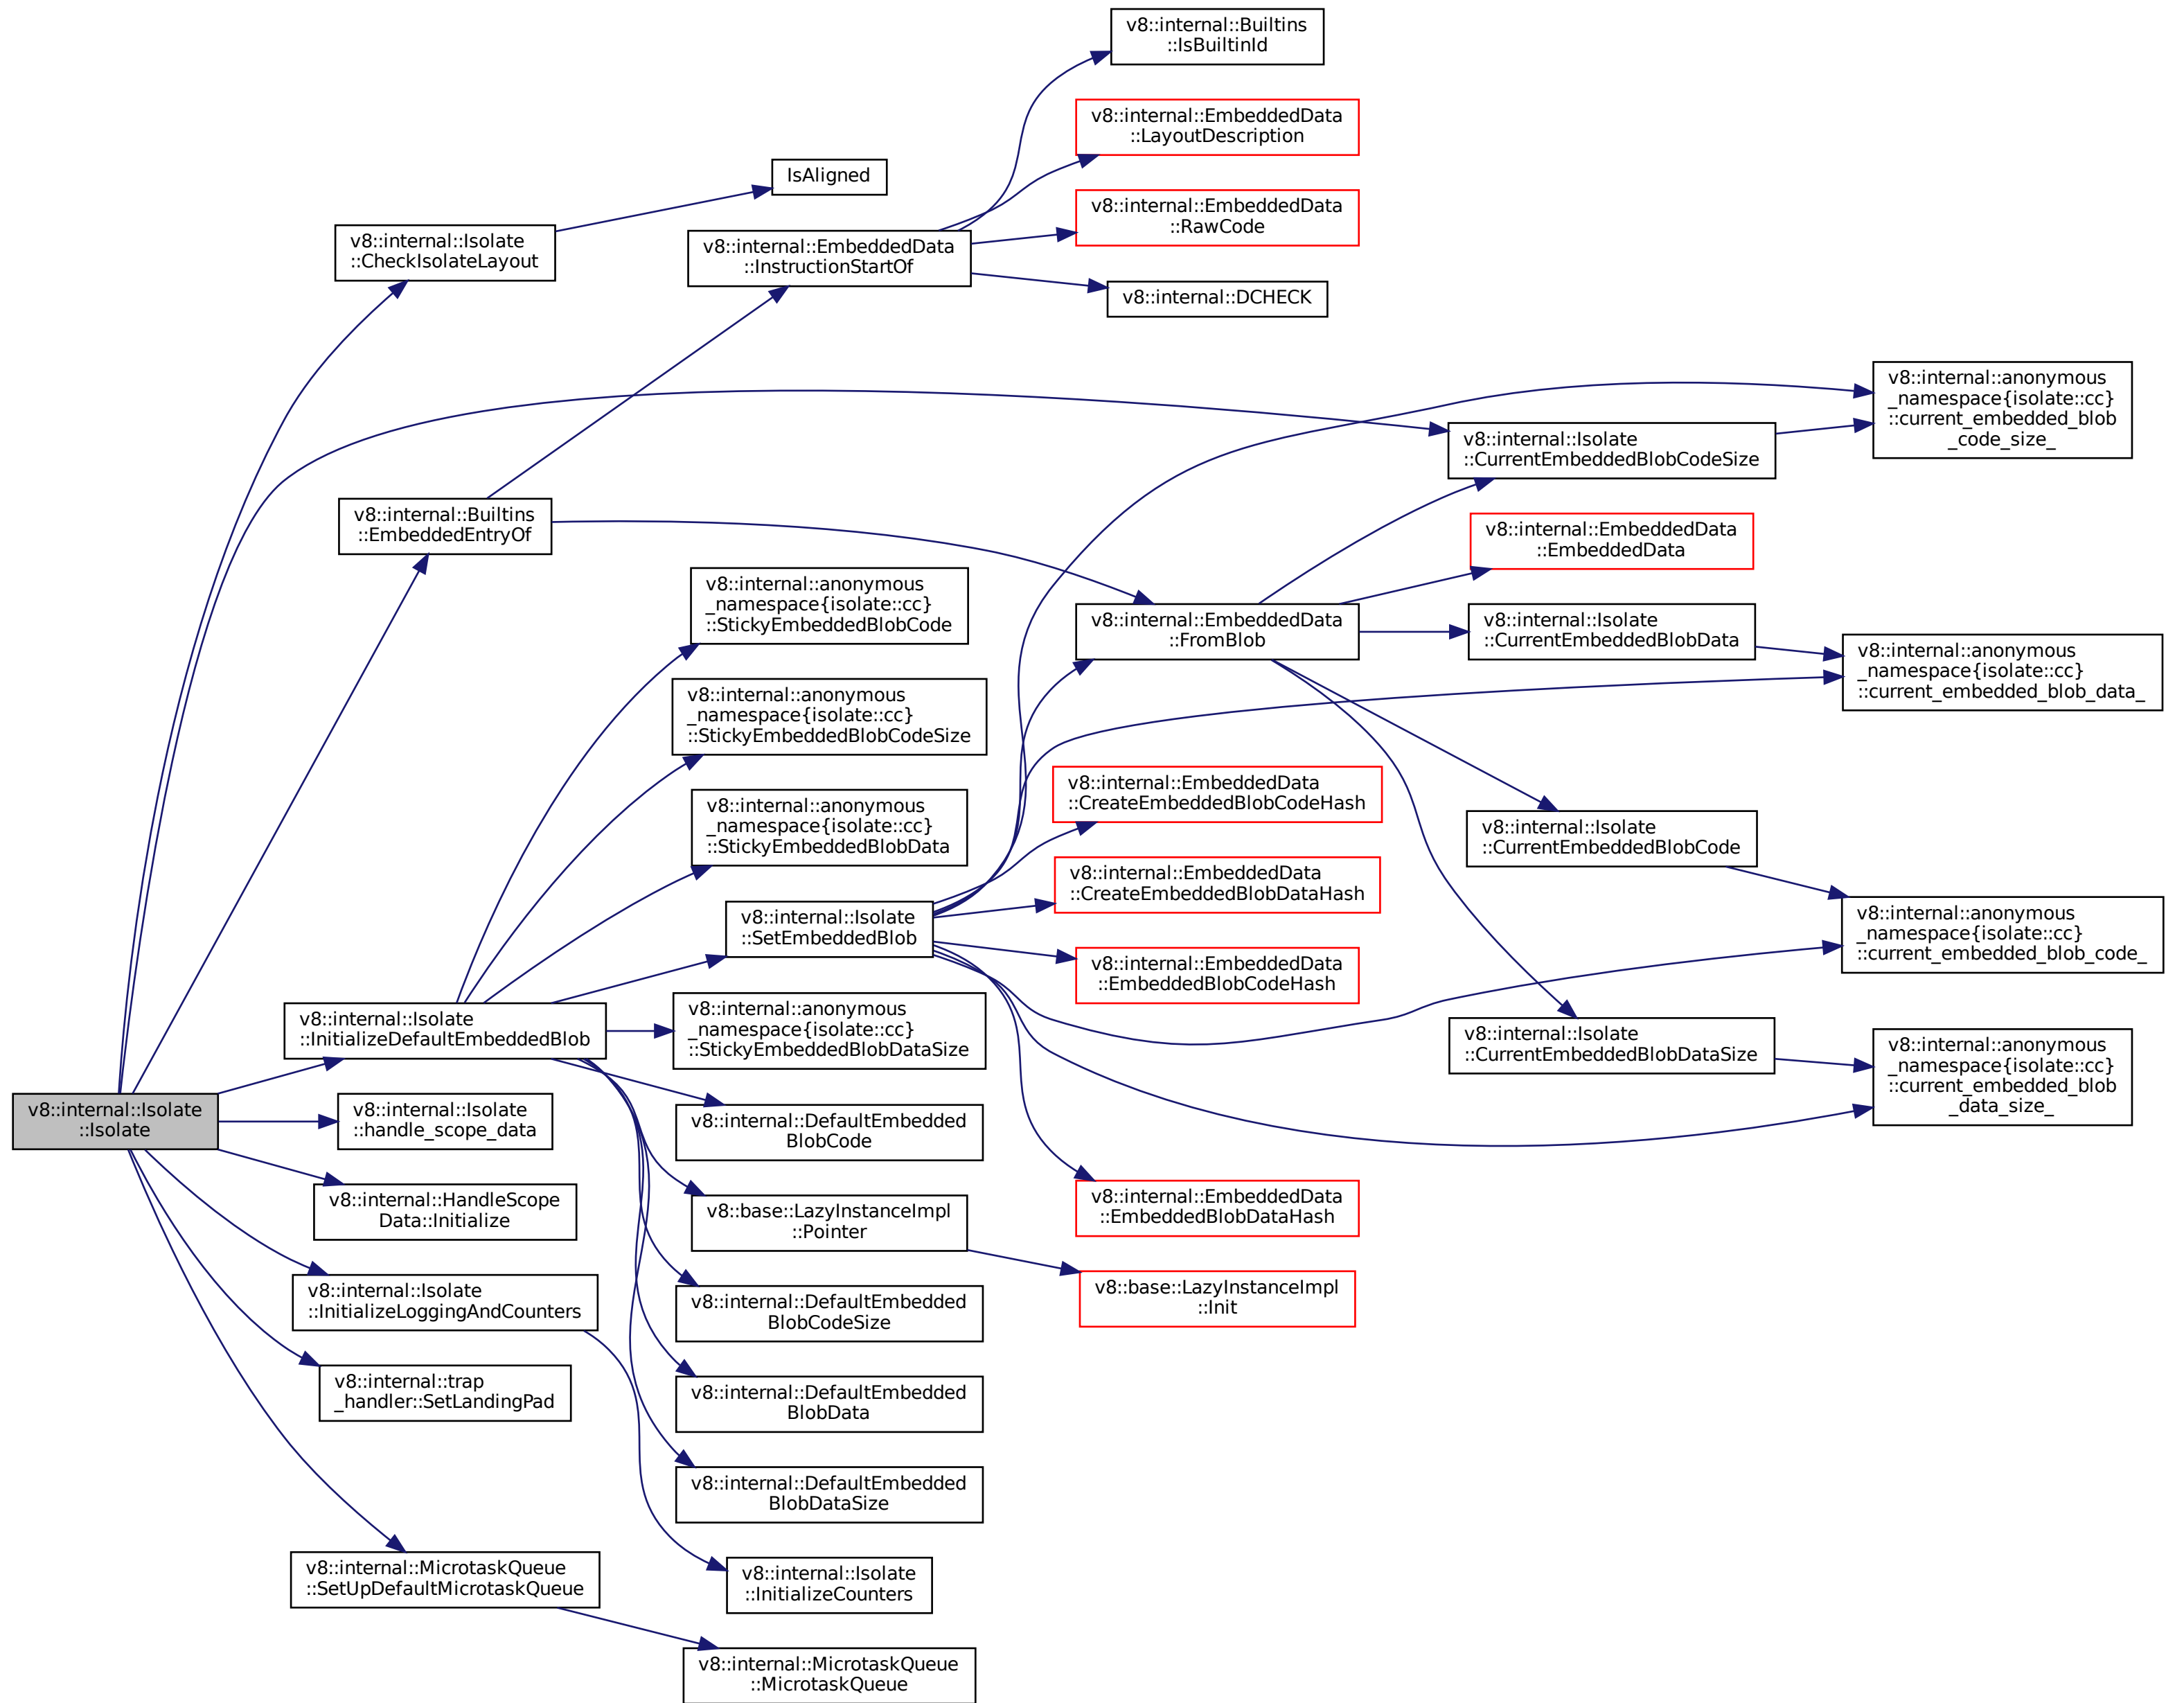 v8::internal::Builtins
::IsBuiltinId
v8::internal::EmbeddedData
::LayoutDescription
IsAligned
v8::internal::EmbeddedData
::RawCode
v8::internal::Isolate
::CheckIsolateLayout
v8::internal::EmbeddedData
::InstructionStartOf
v8::internal::DCHECK
v8::internal::anonymous
_namespace{isolate::cc}
::current_embedded_blob
_code_size_
v8::internal::Isolate
::CurrentEmbeddedBlobCodeSize
v8::internal::Builtins
::EmbeddedEntryOf
v8::internal::EmbeddedData
::EmbeddedData
v8::internal::anonymous
_namespace{isolate::cc}
::StickyEmbeddedBlobCode
v8::internal::EmbeddedData
::FromBlob
v8::internal::Isolate
::CurrentEmbeddedBlobData
v8::internal::anonymous
_namespace{isolate::cc}
::current_embedded_blob_data_
v8::internal::anonymous
_namespace{isolate::cc}
::StickyEmbeddedBlobCodeSize
v8::internal::EmbeddedData
::CreateEmbeddedBlobCodeHash
v8::internal::anonymous
_namespace{isolate::cc}
::StickyEmbeddedBlobData
v8::internal::Isolate
::CurrentEmbeddedBlobCode
v8::internal::EmbeddedData
::CreateEmbeddedBlobDataHash
v8::internal::Isolate
::SetEmbeddedBlob
v8::internal::anonymous
_namespace{isolate::cc}
::current_embedded_blob_code_
v8::internal::EmbeddedData
::EmbeddedBlobCodeHash
v8::internal::Isolate
::InitializeDefaultEmbeddedBlob
v8::internal::anonymous
_namespace{isolate::cc}
::StickyEmbeddedBlobDataSize
v8::internal::Isolate
::CurrentEmbeddedBlobDataSize
v8::internal::anonymous
_namespace{isolate::cc}
::current_embedded_blob
_data_size_
v8::internal::Isolate
::Isolate
v8::internal::Isolate
::handle_scope_data
v8::internal::DefaultEmbedded
BlobCode
v8::internal::HandleScope
Data::Initialize
v8::base::LazyInstanceImpl
::Pointer
v8::internal::EmbeddedData
::EmbeddedBlobDataHash
v8::internal::Isolate
::InitializeLoggingAndCounters
v8::internal::DefaultEmbedded
BlobCodeSize
v8::base::LazyInstanceImpl
::Init
v8::internal::trap
_handler::SetLandingPad
v8::internal::DefaultEmbedded
BlobData
v8::internal::DefaultEmbedded
BlobDataSize
v8::internal::MicrotaskQueue
::SetUpDefaultMicrotaskQueue
v8::internal::Isolate
::InitializeCounters
v8::internal::MicrotaskQueue
::MicrotaskQueue